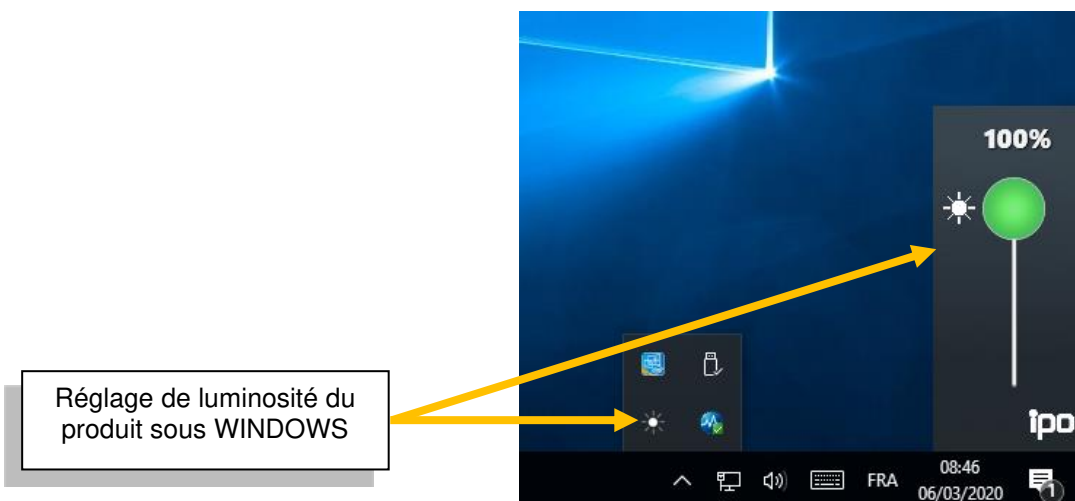 100%
Réglage de luminosité du
produit sous WINDOWS
ipo
FRA
08:46
06/03/2020
1